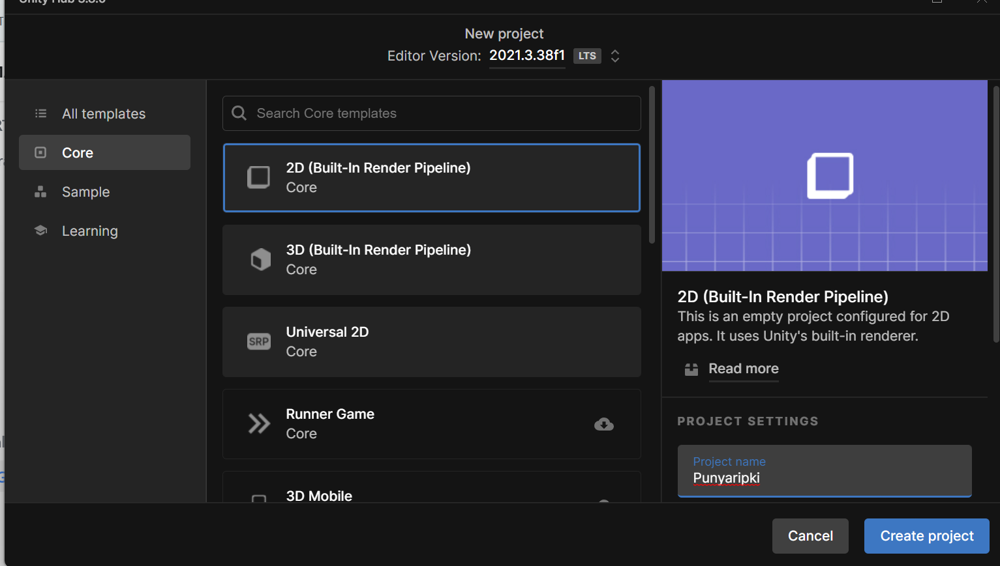 Unity Hub 3.8.0
New project
Editor Version: 2021.3.38f1 LTS
All templates
Core
Sample
Learning
Search Core templates
2D (Built-In Render Pipeline)
Core
3D (Built-In Render Pipeline)
Core
Universal 2D
Core
SRP
Runner Game
Core
3D Mobile
2D (Built-In Render Pipeline)
This is an empty project configured for 2D
apps. It uses Unity's built-in renderer.
Read more
PROJECT SETTINGS
Project name
Punyaripki
Cancel
Create project